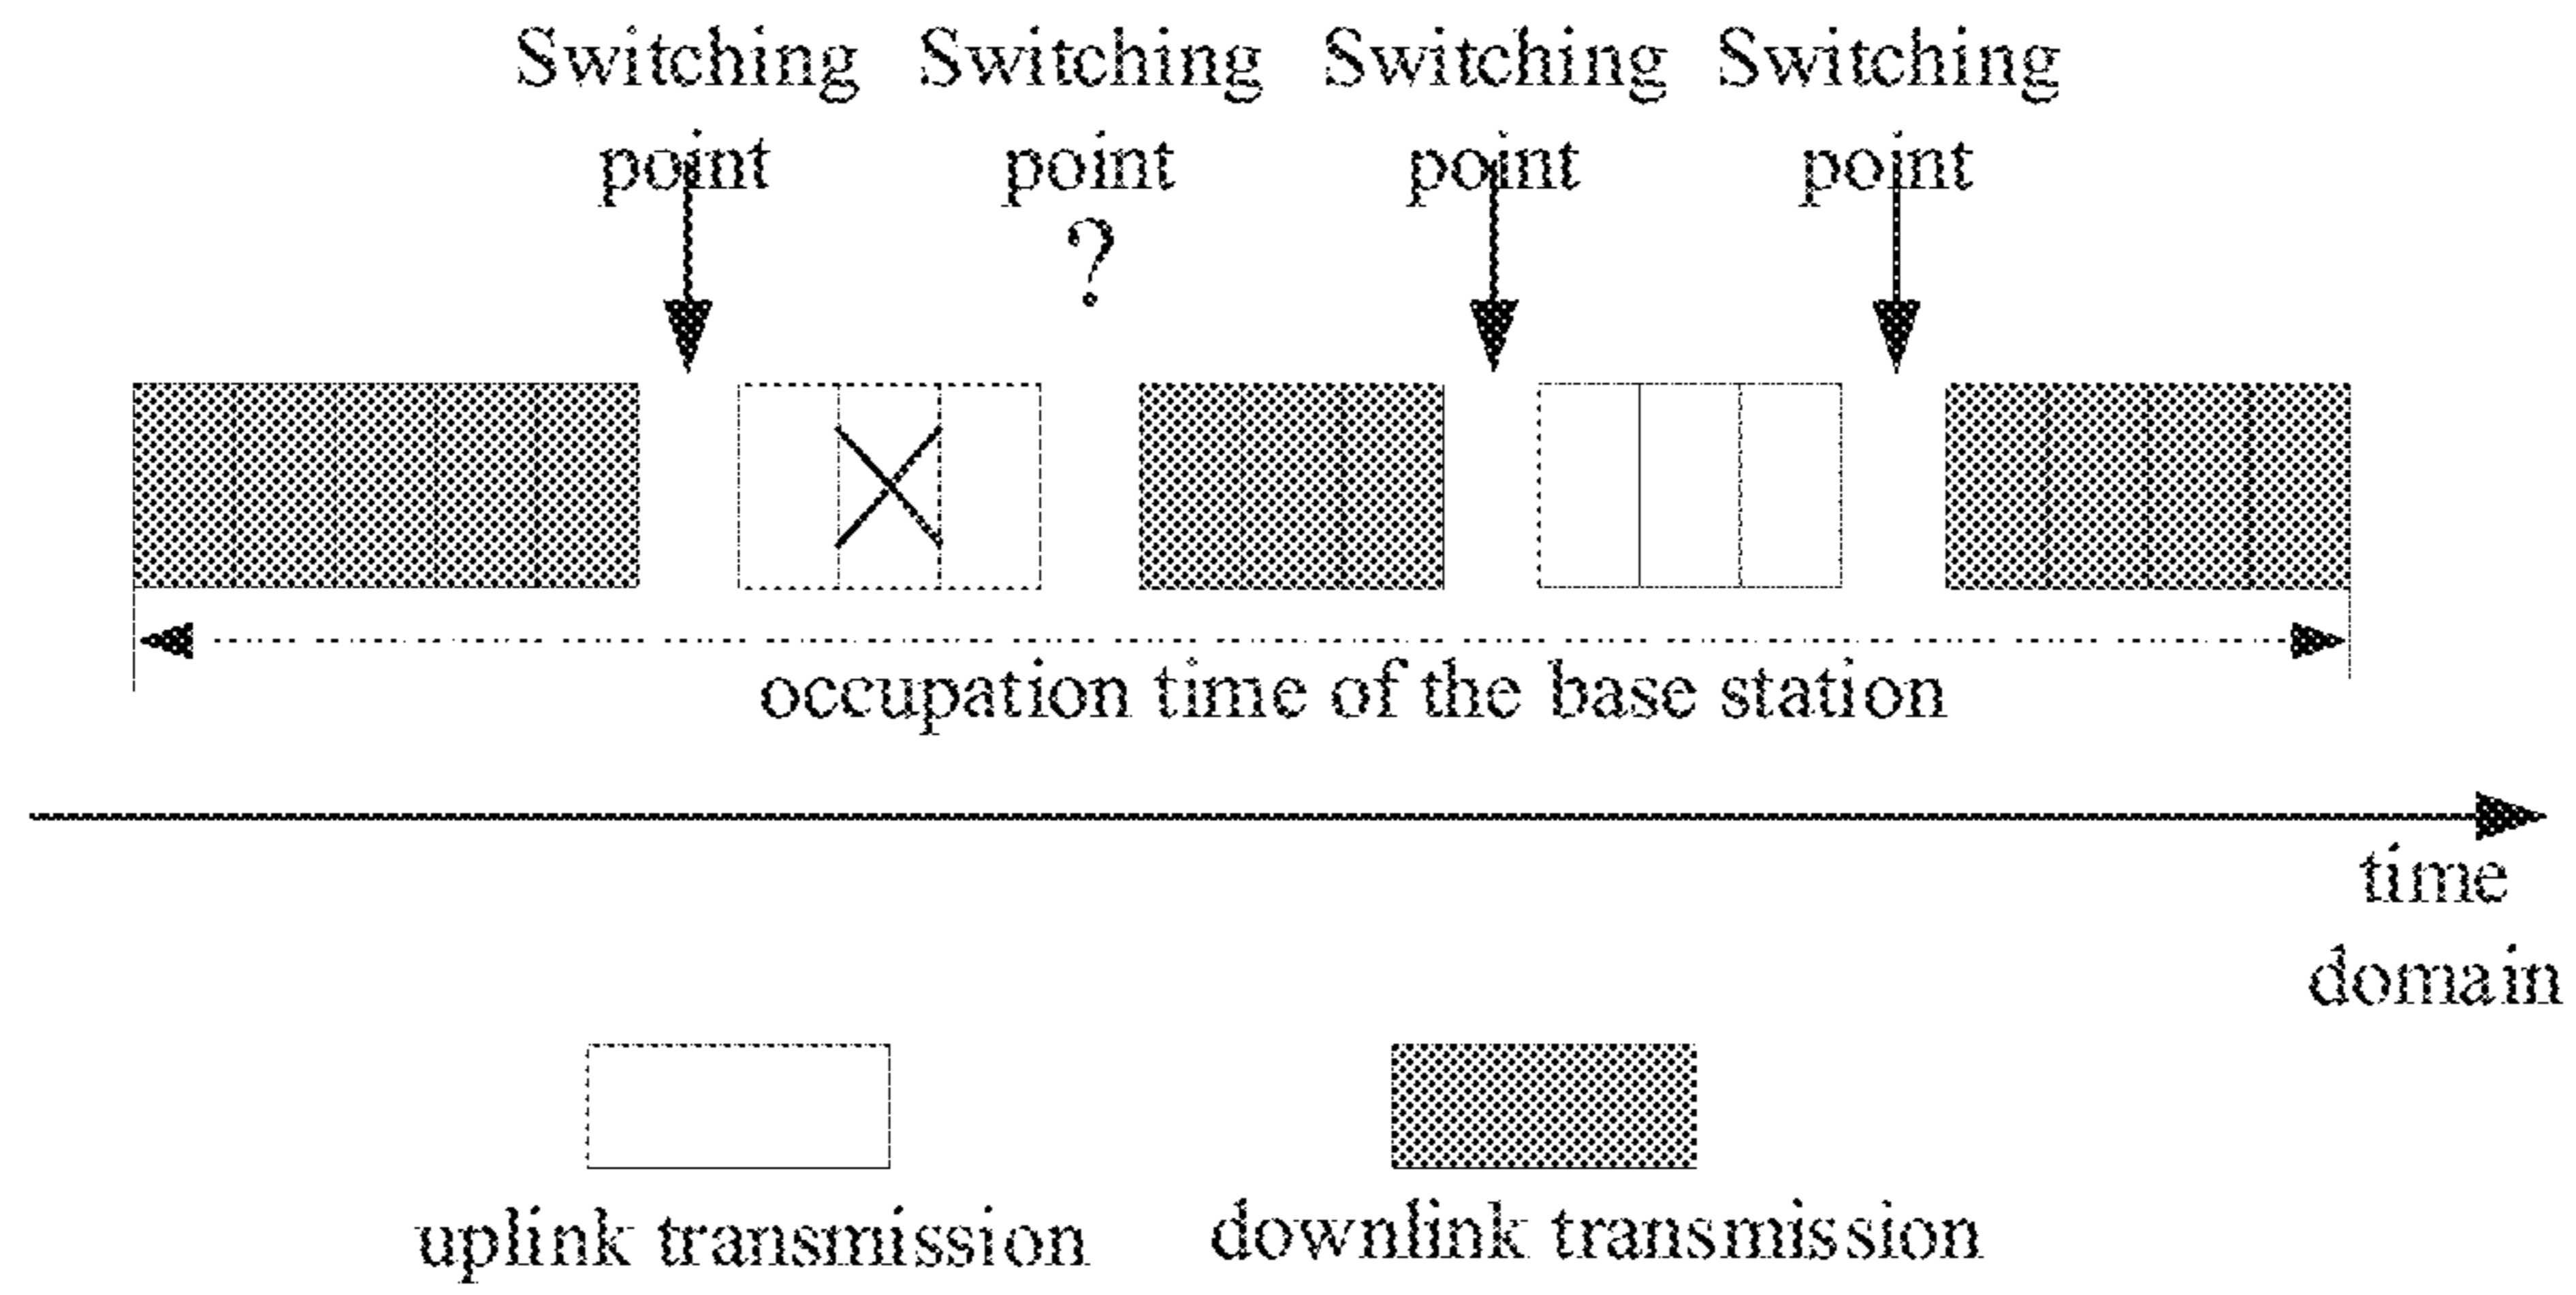 Switching Switching Switching Switching
point point point point
?
occupation time of the base station
time
domain
uplink transmission downlink transmission